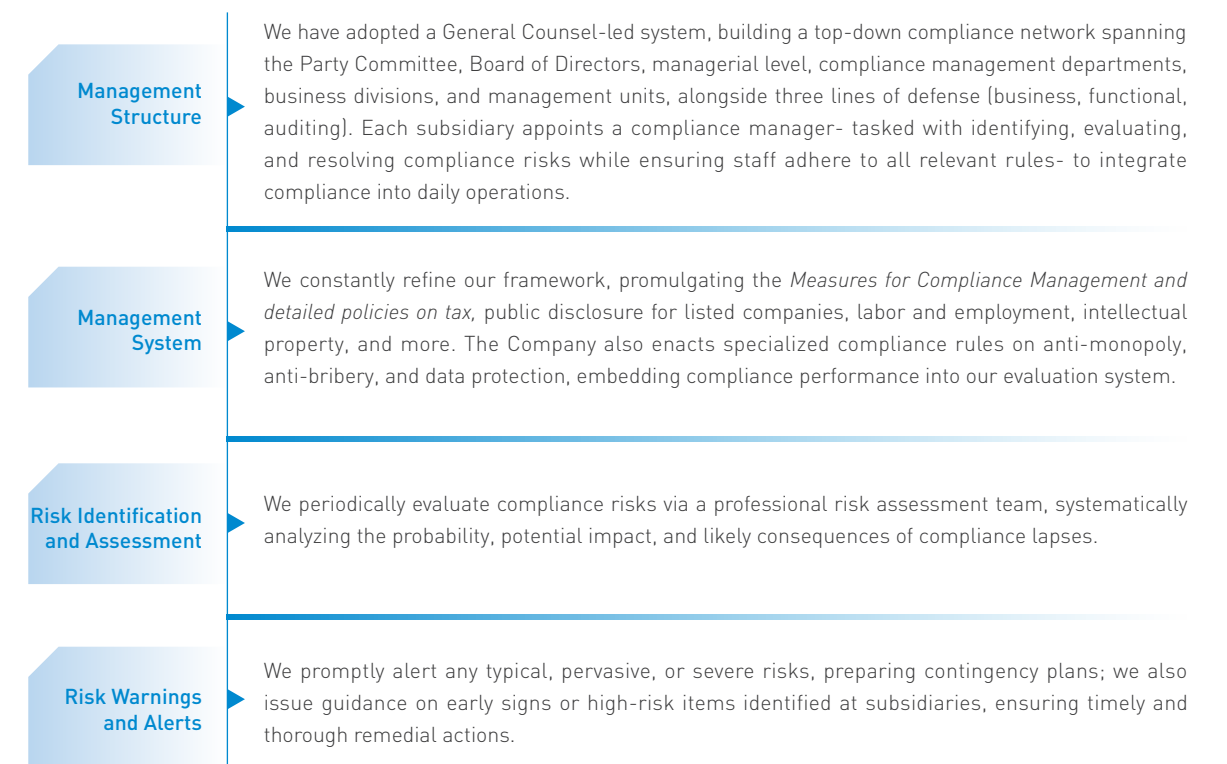 Management
Structure
We have adopted a General Counsel-led system, building a top-down compliance network spanning
the Party Committee, Board of Directors, managerial level, compliance management departments,
business divisions, and management units, alongside three lines of defense (business, functional,
auditing). Each subsidiary appoints a compliance manager- tasked with identifying, evaluating,
and resolving compliance risks while ensuring staff adhere to all relevant rules- to integrate
compliance into daily operations.
Management
System
We constantly refine our framework, promulgating the Measures for Compliance Management and
detailed policies on tax, public disclosure for listed companies, labor and employment, intellectual
property, and more. The Company also enacts specialized compliance rules on anti-monopoly,
anti-bribery, and data protection, embedding compliance performance into our evaluation system.
Risk Identification
and Assessment
We periodically evaluate compliance risks via a professional risk assessment team, systematically
analyzing the probability, potential impact, and likely consequences of compliance lapses.
Risk Warnings
and Alerts
We promptly alert any typical, pervasive, or severe risks, preparing contingency plans; we also
issue guidance on early signs or high-risk items identified at subsidiaries, ensuring timely and
thorough remedial actions.